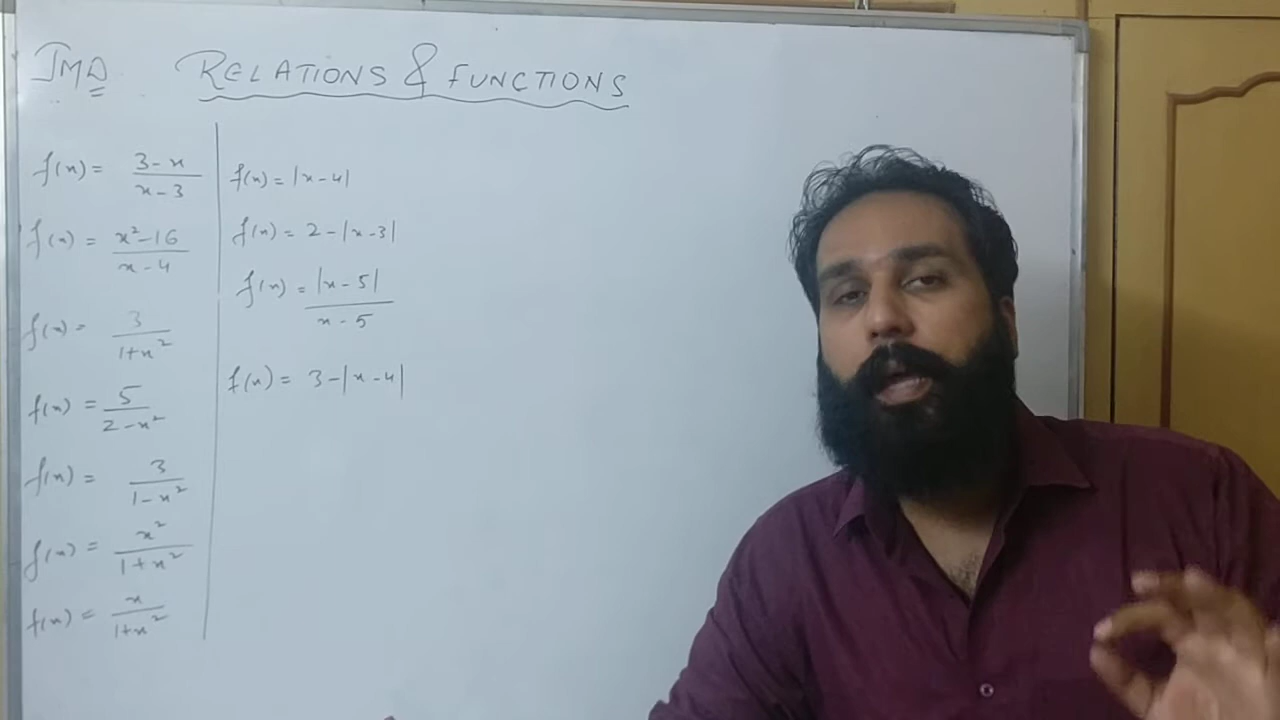 JMD RELATIONS & FUNCTIONS
f(x) = 3-x / x-3
f(x) = x²-16 / x-4
f(x) = 3 / 1+x²
f(x) = 5 / 2-x²
f(x) = 3 / 1-x²
f(x) = x² / 1+x²
f(x) = x / 1+x²
f(x) = |x-4|
f(x) = 2-|x-3|
f(x) = |x-5| / x-5
f(x) = 3-|x-4|